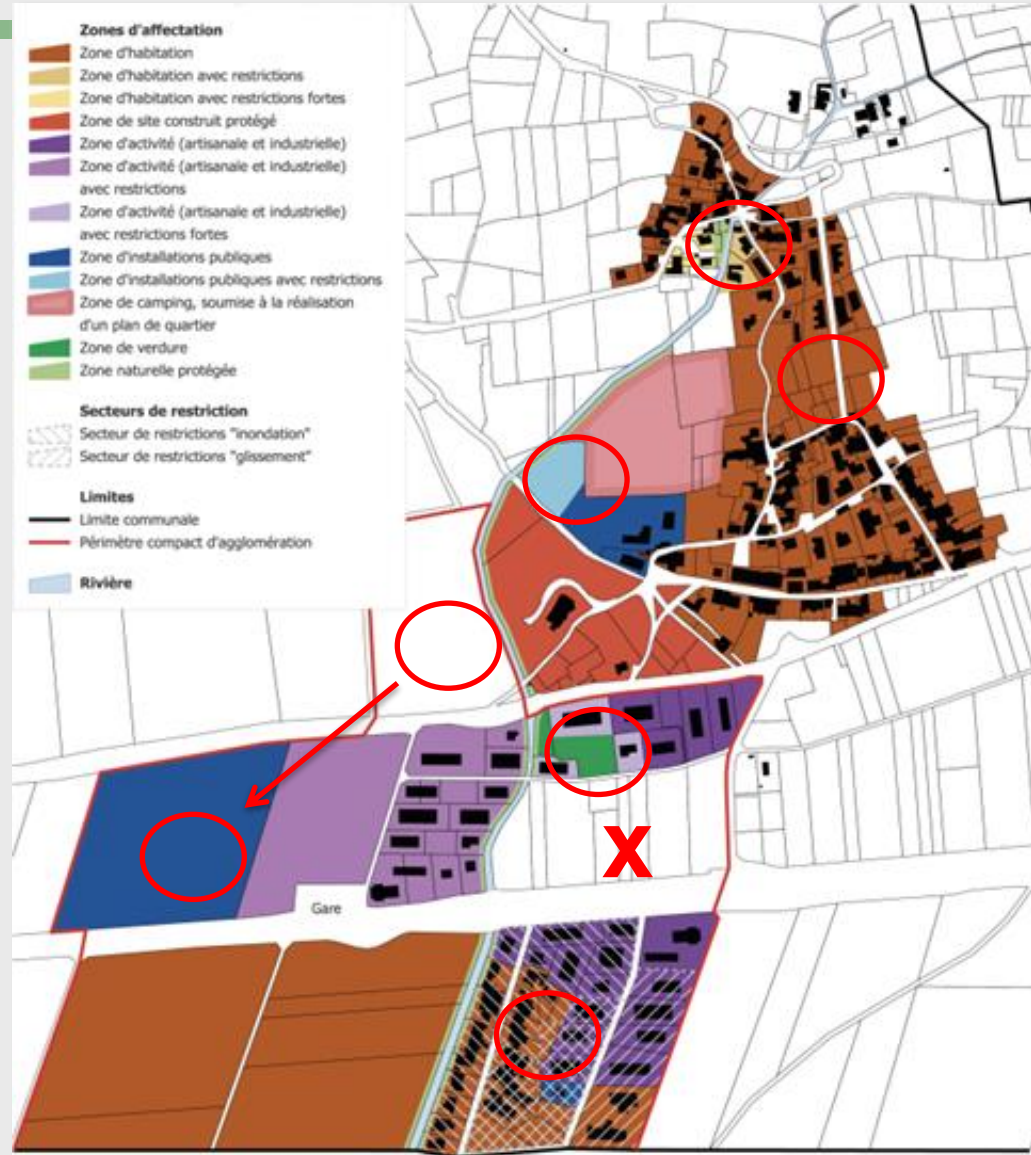 Zones d'affectation
Zone d'habitation
Zone d'habitation avec restrictions
Zone d'habitation avec restrictions fortes
Zone de site construit protégé
Zone d'activité (artisanale et industrielle)
Zone d'activité (artisanale et industrielle)
avec restrictions
Zone d'activité (artisanale et industrielle)
avec restrictions fortes
Zone d'installations publiques
Zone d'installations publiques avec restrictions
Zone de camping, soumise à la réalisation
d'un plan de quartier
Zone de verdure
Zone naturelle protégée
Secteurs de restriction
Secteur de restrictions "inondation"
Secteur de restrictions "glissement"
Limites
Limite communale
Périmètre compact d'agglomération
Rivière
X
Gare